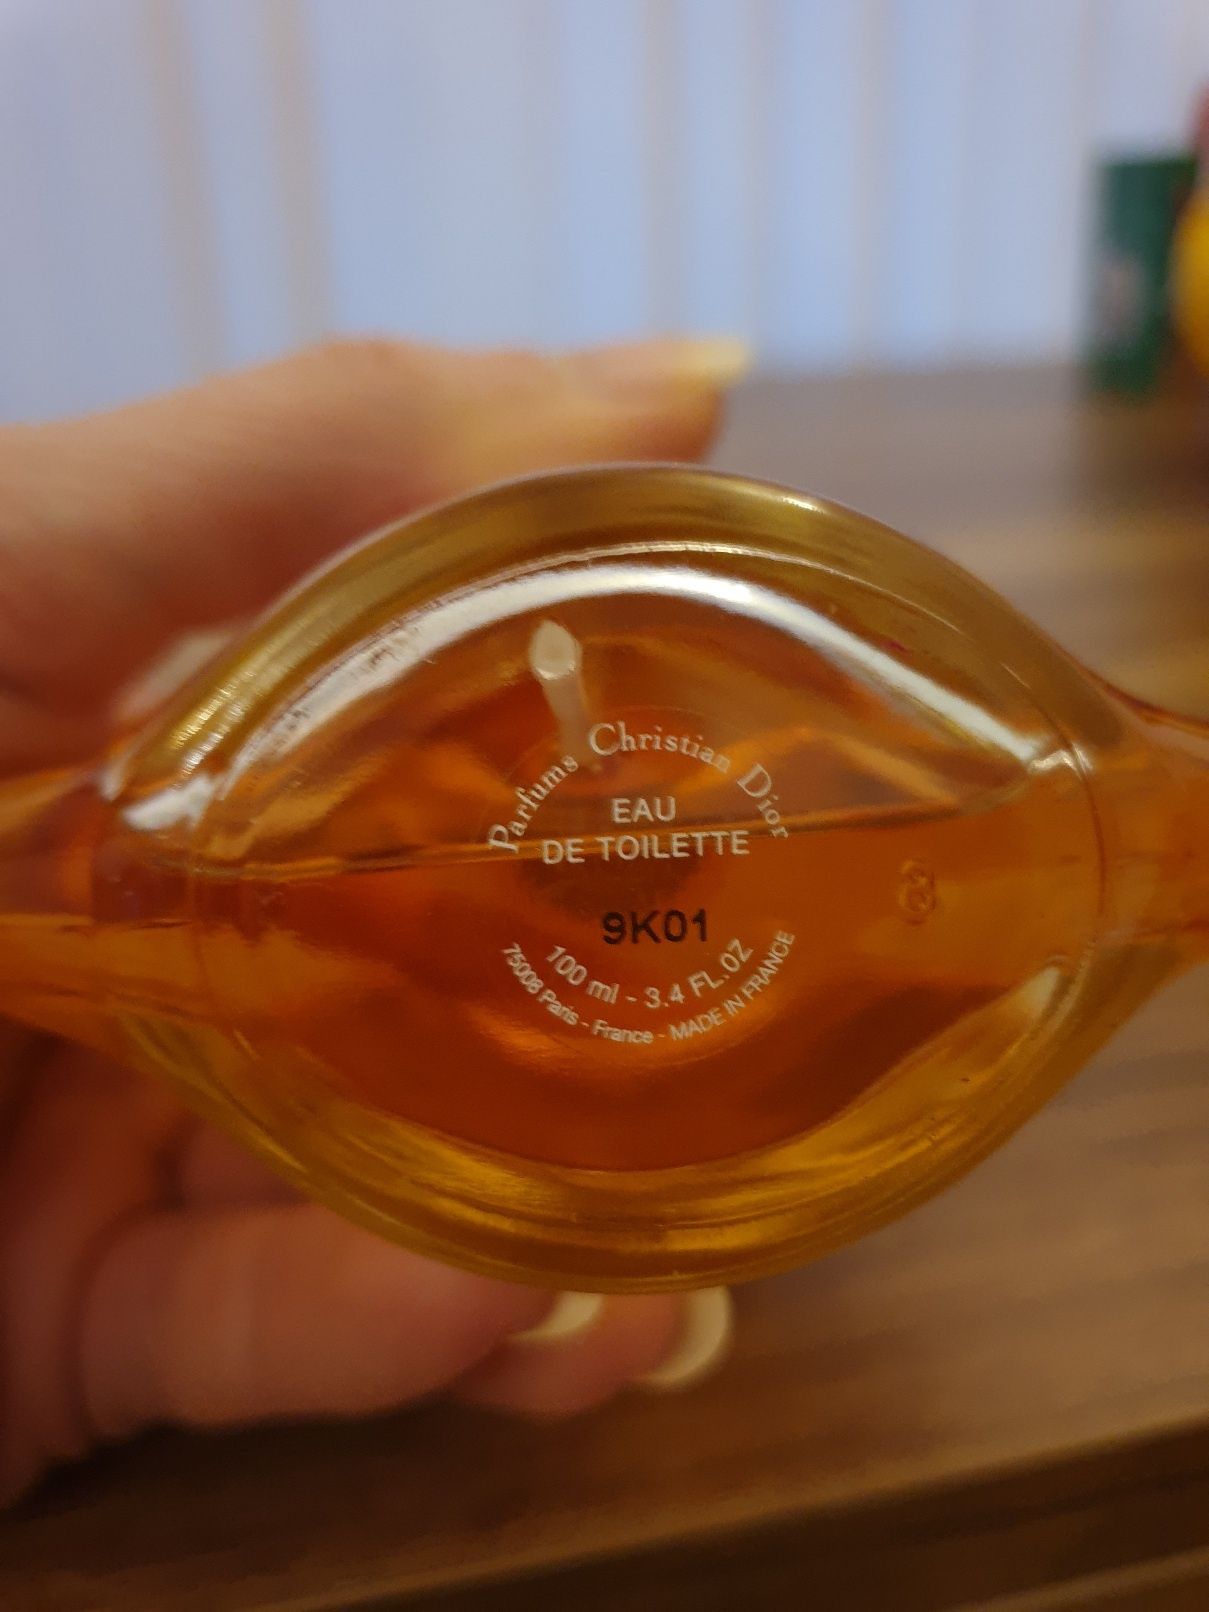 Parfums Christian Dior
EAU
DE TOILETTE
9K01
100 ml - 3.4 FL.OZ
75008 Paris - France - MADE IN FRANCE